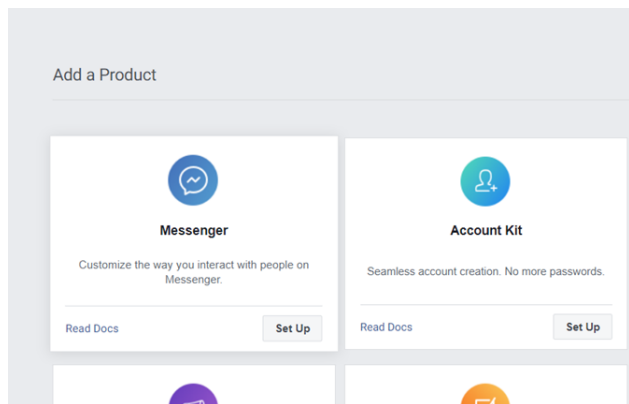 Add a Product
Messenger
Customize the way you interact with people on
Messenger.
Read Docs
Set Up
Account Kit
Seamless account creation. No more passwords.
Read Docs
Set Up